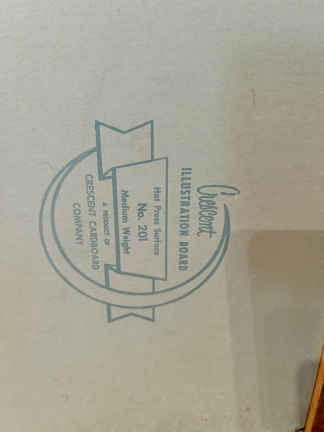 Crescent
ILLUSTRATION BOARD
Hot Press Surface
No. 201
Medium Weight
A PRODUCT OF
CRESCENT CARDBOARD
COMPANY